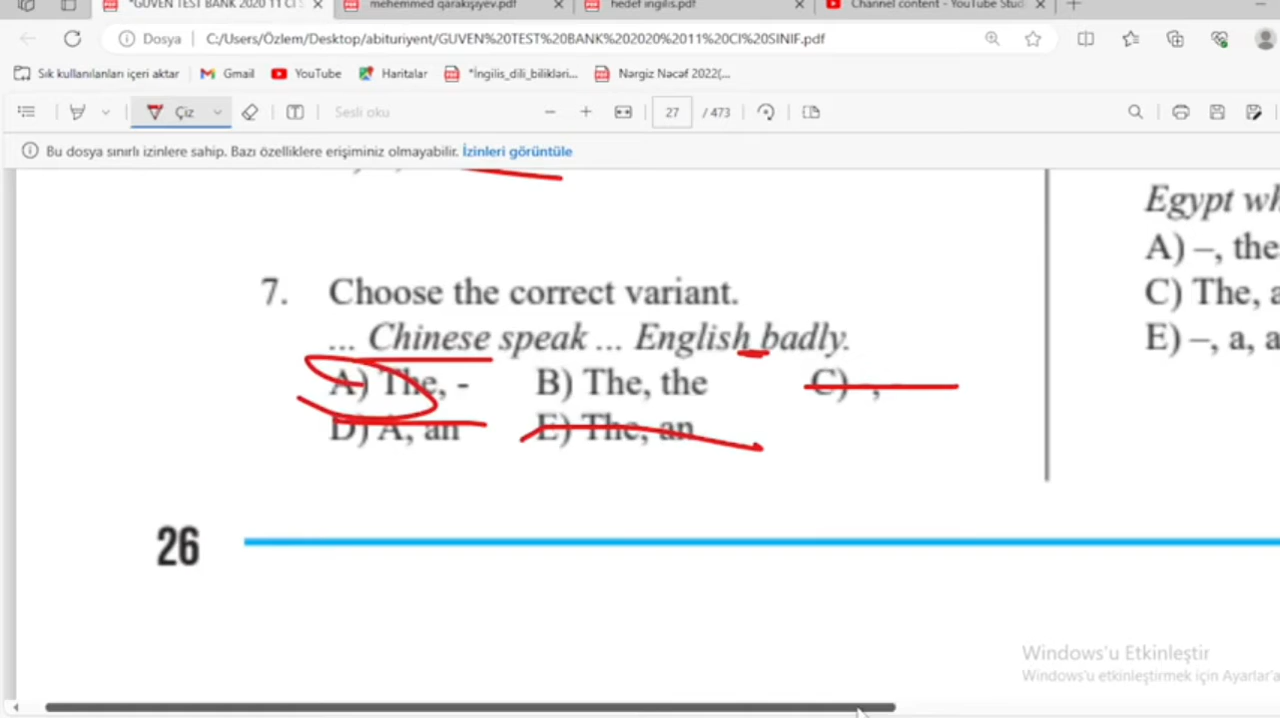 *GUVEN TEST BANK 2020 11 CI S
mehemmed qarakışıyev.pdf
hedef ingilis.pdf
Channel content - YouTube Stud
Dosya
C:/Users/Özlem/Desktop/abituriyent/GUVEN%20TEST%20BANK%202020%2011%20CI%20SINIF.pdf
Sık kullanılanları içeri aktar
Gmail
YouTube
Haritalar
*İngilis_dili_bilikləri...
Nərgiz Nəcəf 2022(...
Çiz
Sesli oku
27
/ 473
Bu dosya sınırlı izinlere sahip. Bazı özelliklere erişiminiz olmayabilir. İzinleri görüntüle
7. Choose the correct variant.
... Chinese speak ... English badly.
A) The, - B) The, the C) -, -
D) A, an E) The, an
26
Egypt wh
A) –, the
C) The, a
E) –, a, a
Windows'u Etkinleştir
Windows'u etkinleştirmek için Ayarlar'a